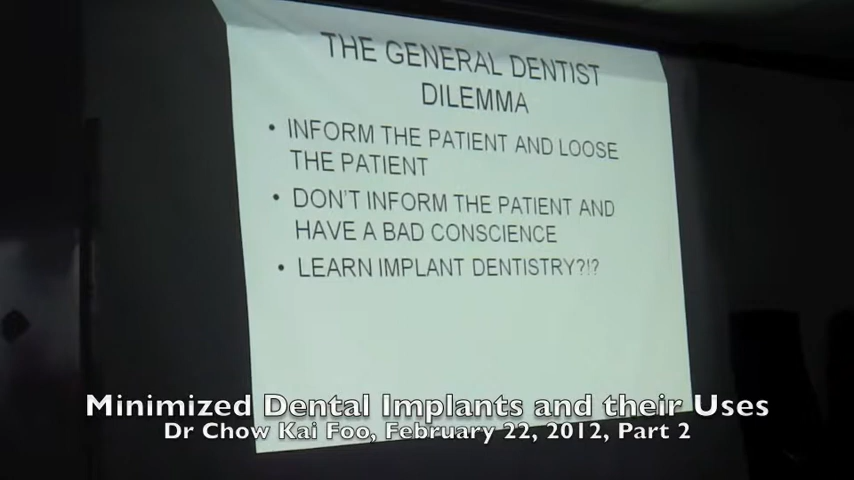 THE GENERAL DENTIST
DILEMMA
• INFORM THE PATIENT AND LOOSE
THE PATIENT
• DON'T INFORM THE PATIENT AND
HAVE A BAD CONSCIENCE
• LEARN IMPLANT DENTISTRY?!?
Minimized Dental Implants and their Uses
Dr Chow Kai Foo, February 22, 2012, Part 2